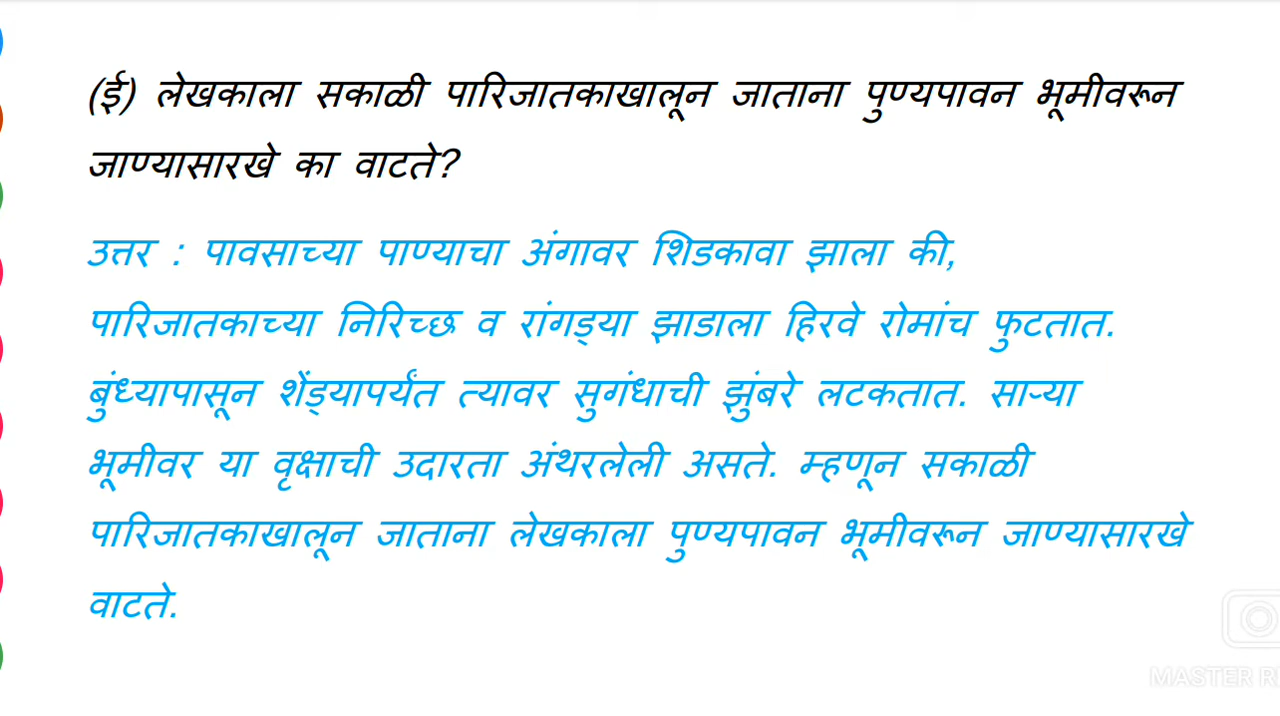 (ई) लेखकाला सकाळी पारिजातकाखालून जाताना पुण्यपावन भूमीवरून
जाण्यासारखे का वाटते?
उत्तर : पावसाच्या पाण्याचा अंगावर शिडकावा झाला की,
पारिजातकाच्या निरिच्छ व रांगड्या झाडाला हिरवे रोमांच फुटतात.
बुंध्यापासून शेंड्यापर्यंत त्यावर सुगंधाची झुंबरे लटकतात. साऱ्या
भूमीवर या वृक्षाची उदारता अंथरलेली असते. म्हणून सकाळी
पारिजातकाखालून जाताना लेखकाला पुण्यपावन भूमीवरून जाण्यासारखे
वाटते.
MASTER